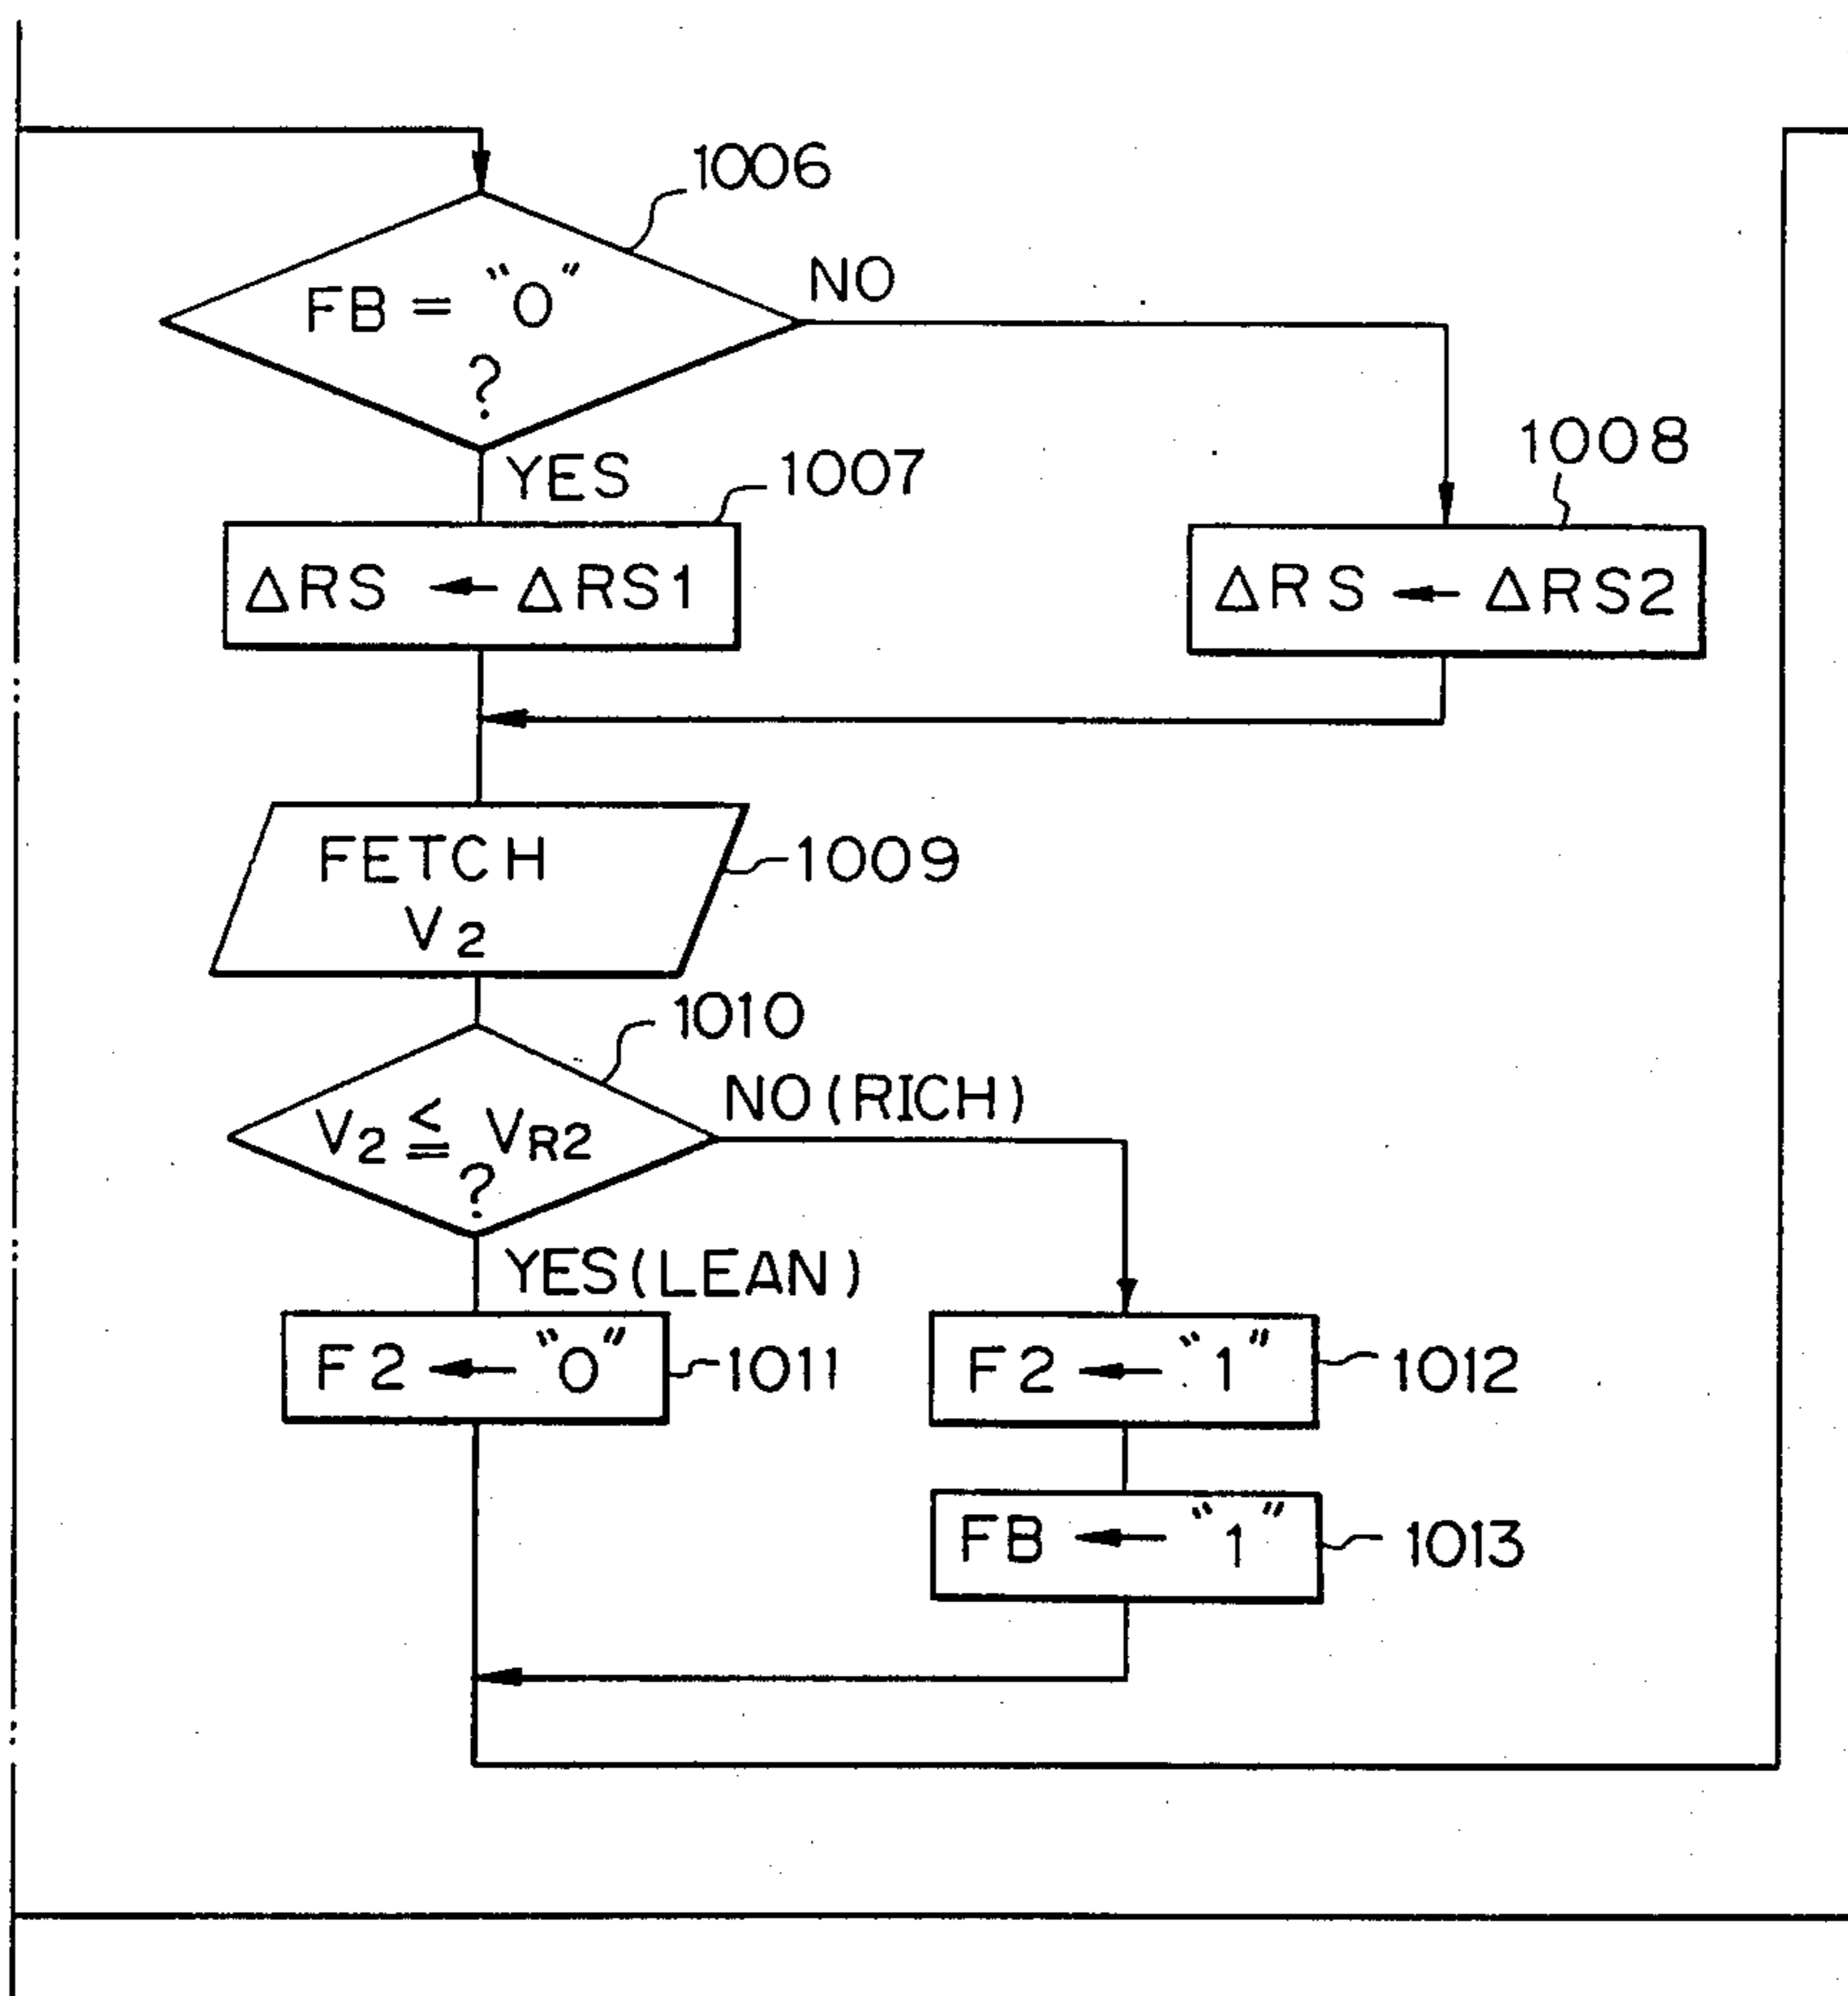 1006
FB = "0"
?
NO
YES
1007
ΔRS ← ΔRS1
1008
ΔRS ← ΔRS2
FETCH
V2
1009
1010
V2 ≦ VR2
?
NO (RICH)
YES (LEAN)
F2 ← "0"
1011
F2 ← "1"
1012
FB ← "1"
1013